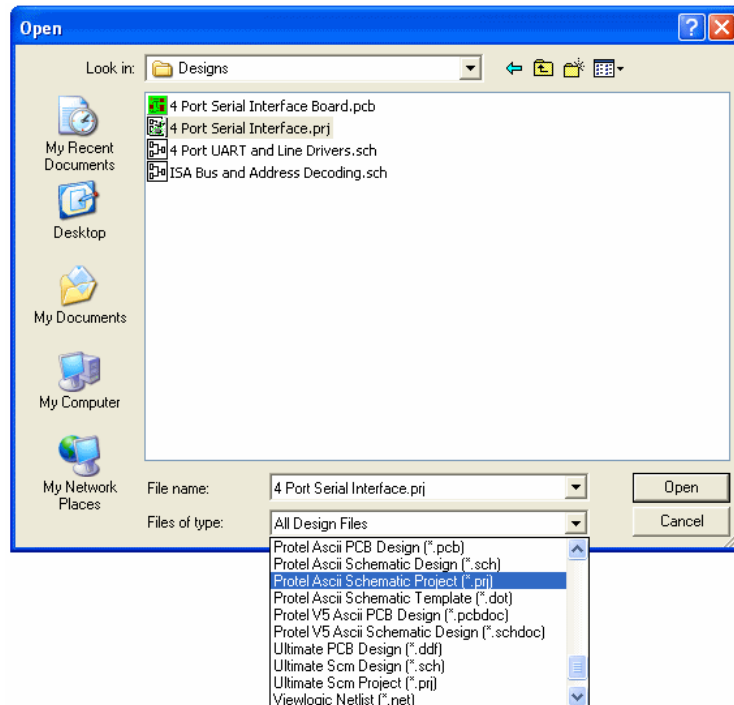 Open
Look in: Designs
4 Port Serial Interface Board.pcb
4 Port Serial Interface.prj
4 Port UART and Line Drivers.sch
ISA Bus and Address Decoding.sch
My Recent
Documents
Desktop
My Documents
My Computer
My Network
Places
File name: 4 Port Serial Interface.prj Open
Files of type: All Design Files Cancel
Protel Ascii PCB Design (*.pcb)
Protel Ascii Schematic Design (*.sch)
Protel Ascii Schematic Project (*.prj)
Protel Ascii Schematic Template (*.dot)
Protel V5 Ascii PCB Design (*.pcbdoc)
Protel V5 Ascii Schematic Design (*.schdoc)
Ultimate PCB Design (*.ddf)
Ultimate Scm Design (*.sch)
Ultimate Scm Project (*.prj)
Viewlogic Netlist (*.net)